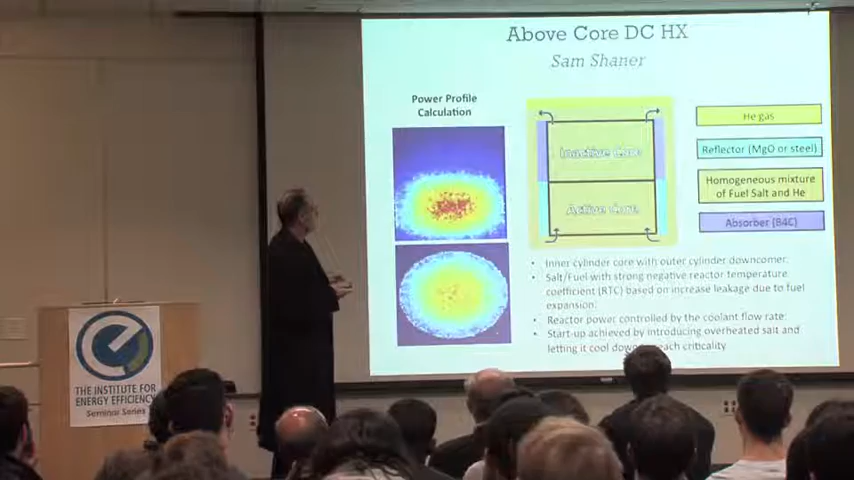 Above Core DC HX
Sam Shaner
Power Profile
Calculation
Inactive Core
Active Core
He gas
Reflector (MgO or steel)
Homogeneous mixture
of Fuel Salt and He
Absorber (B4C)
• Inner cylinder core with outer cylinder downcomer.
• Salt/Fuel with strong negative reactor temperature
coefficient (RTC) based on increase leakage due to fuel
expansion.
• Reactor power controlled by the coolant flow rate.
• Start-up achieved by introducing overheated salt and
letting it cool down reach criticality
THE INSTITUTE FOR
ENERGY EFFICIENCY
Seminar Series